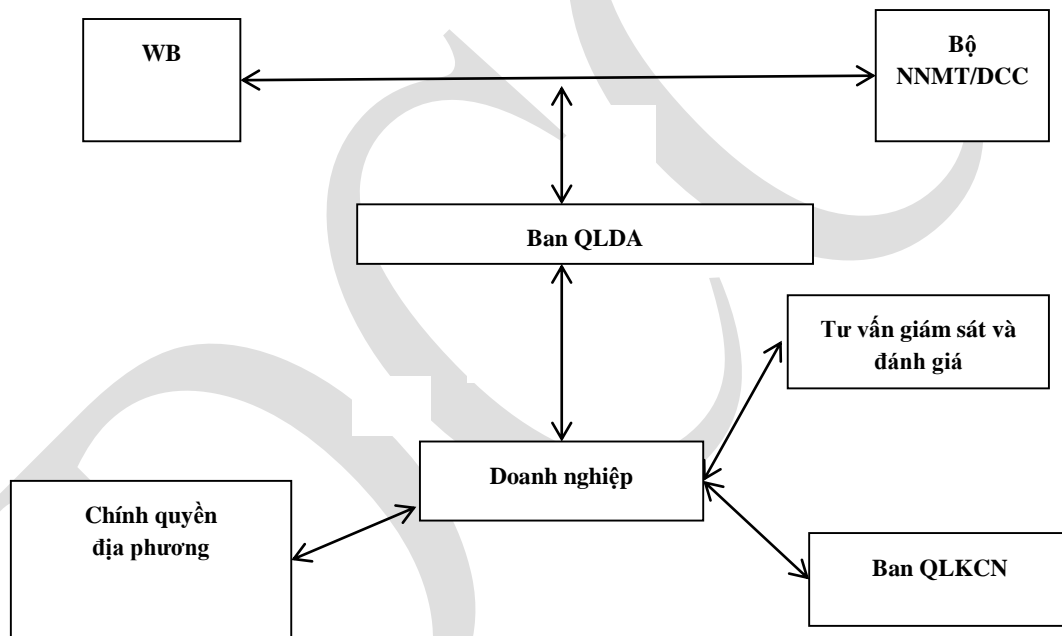 WB
Bộ
NNMT/DCC
Ban QLDA
Tư vấn giám sát và
đánh giá
Doanh nghiệp
Chính quyền
địa phương
Ban QLKCN